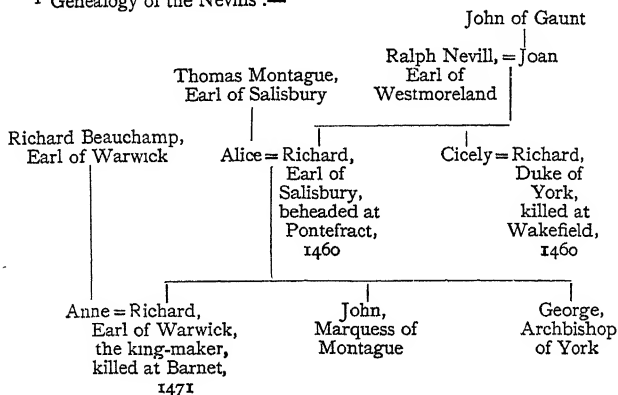 ¹ Genealogy of the Nevills :—
John of Gaunt
Ralph Nevill, = Joan
Earl of
Westmoreland
Thomas Montague,
Earl of Salisbury
Richard Beauchamp,
Earl of Warwick
Alice = Richard,
Earl of
Salisbury,
beheaded at
Pontefract,
1460
Cicely = Richard,
Duke of
York,
killed at
Wakefield,
1460
Anne = Richard,
Earl of Warwick,
the king-maker,
killed at Barnet,
1471
John,
Marquess of
Montague
George,
Archbishop
of York